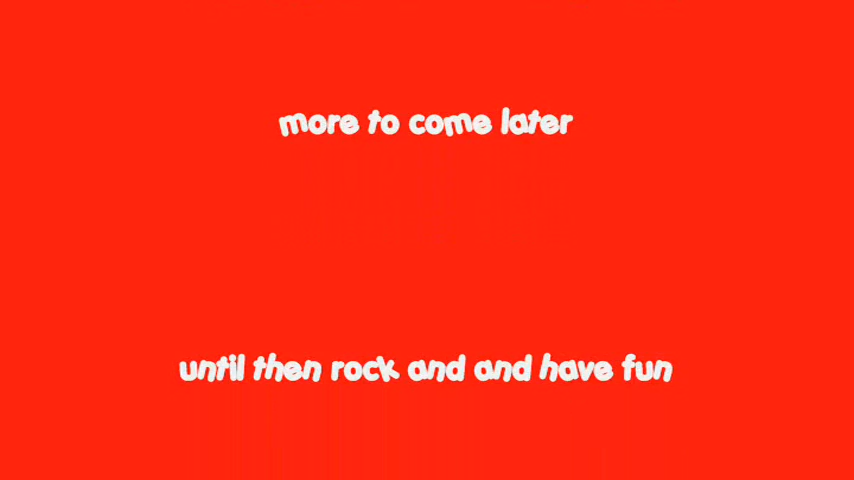 more to come later
until then rock and and have fun